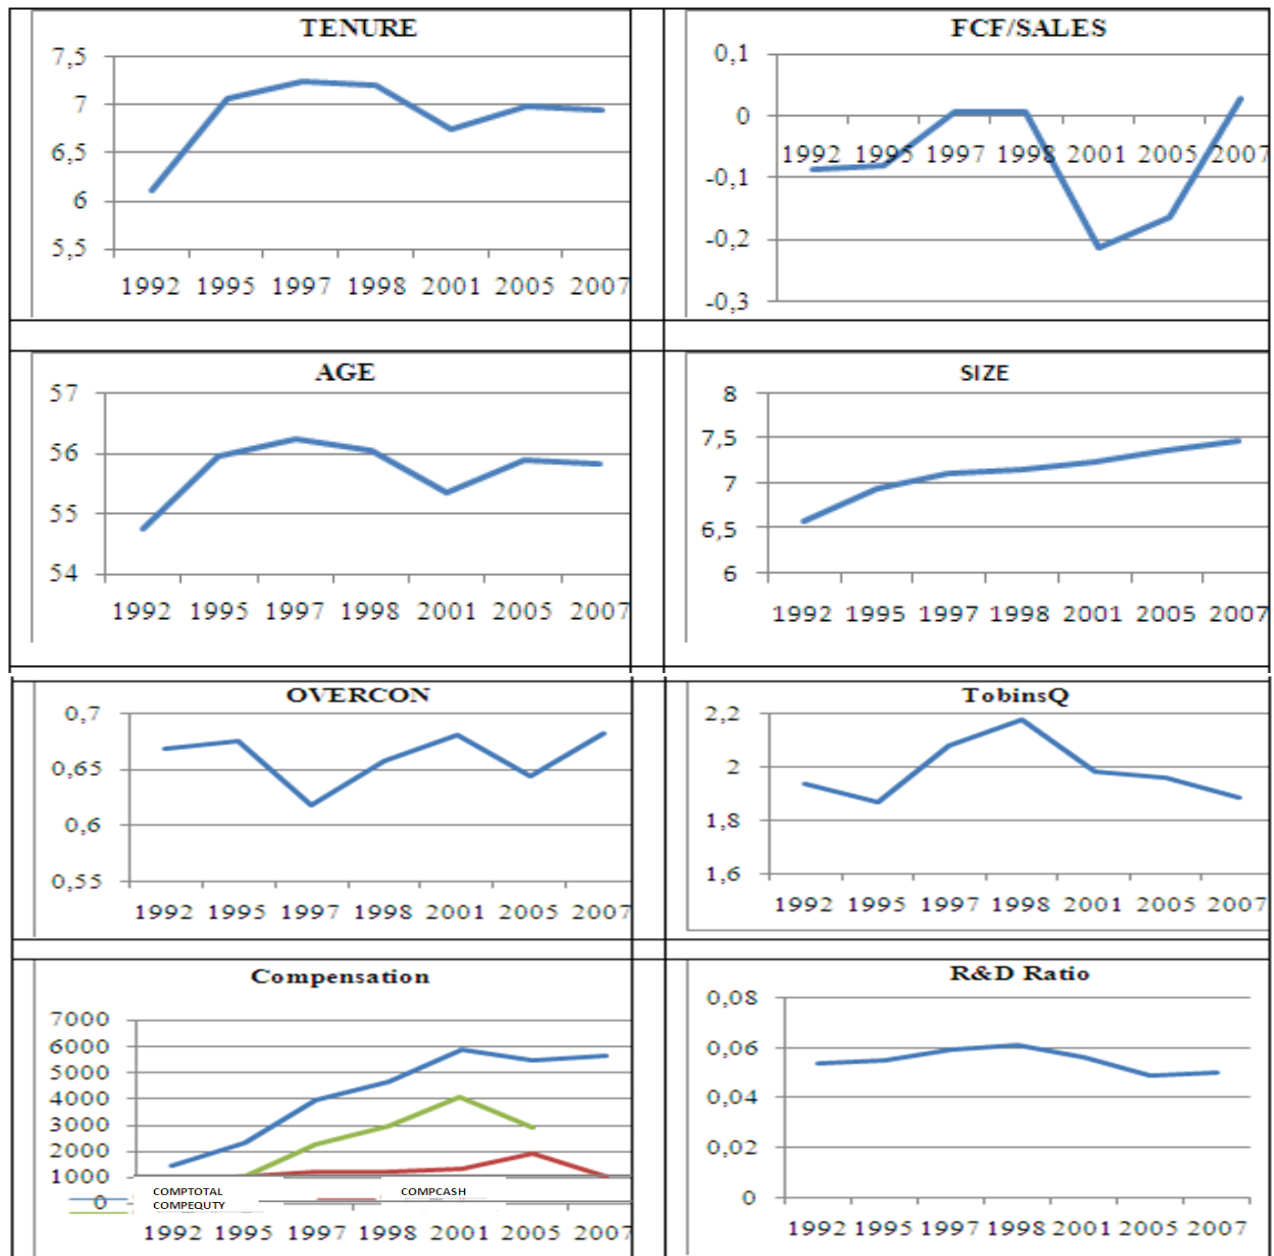 TENURE
7,5
7
6,5
6
5,5
1992 1995 1997 1998 2001 2005 2007
FCF/SALES
0,1
0
-0,1
-0,2
-0,3
1992 1995 1997 1998 2001 2005 2007
AGE
57
56
55
54
1992 1995 1997 1998 2001 2005 2007
SIZE
8
7,5
7
6,5
6
1992 1995 1997 1998 2001 2005 2007
OVERCON
0,7
0,65
0,6
0,55
1992 1995 1997 1998 2001 2005 2007
TobinsQ
2,2
2
1,8
1,6
1992 1995 1997 1998 2001 2005 2007
Compensation
7000
6000
5000
4000
3000
2000
1000
0
COMPTOTAL COMPCASH
COMPEQUTY
1992 1995 1997 1998 2001 2005 2007
R&D Ratio
0,08
0,06
0,04
0,02
0
1992 1995 1997 1998 2001 2005 2007